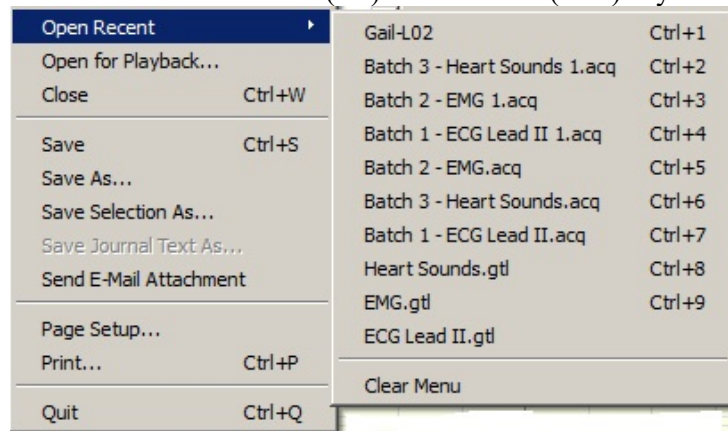 Open Recent
Open for Playback...
Close Ctrl+W
Save Ctrl+S
Save As...
Save Selection As...
Save Journal Text As...
Send E-Mail Attachment
Page Setup...
Print... Ctrl+P
Quit Ctrl+Q
Gail-L02 Ctrl+1
Batch 3 - Heart Sounds 1.acq Ctrl+2
Batch 2 - EMG 1.acq Ctrl+3
Batch 1 - ECG Lead II 1.acq Ctrl+4
Batch 2 - EMG.acq Ctrl+5
Batch 3 - Heart Sounds.acq Ctrl+6
Batch 1 - ECG Lead II.acq Ctrl+7
Heart Sounds.gtl Ctrl+8
EMG.gtl Ctrl+9
ECG Lead II.gtl
Clear Menu